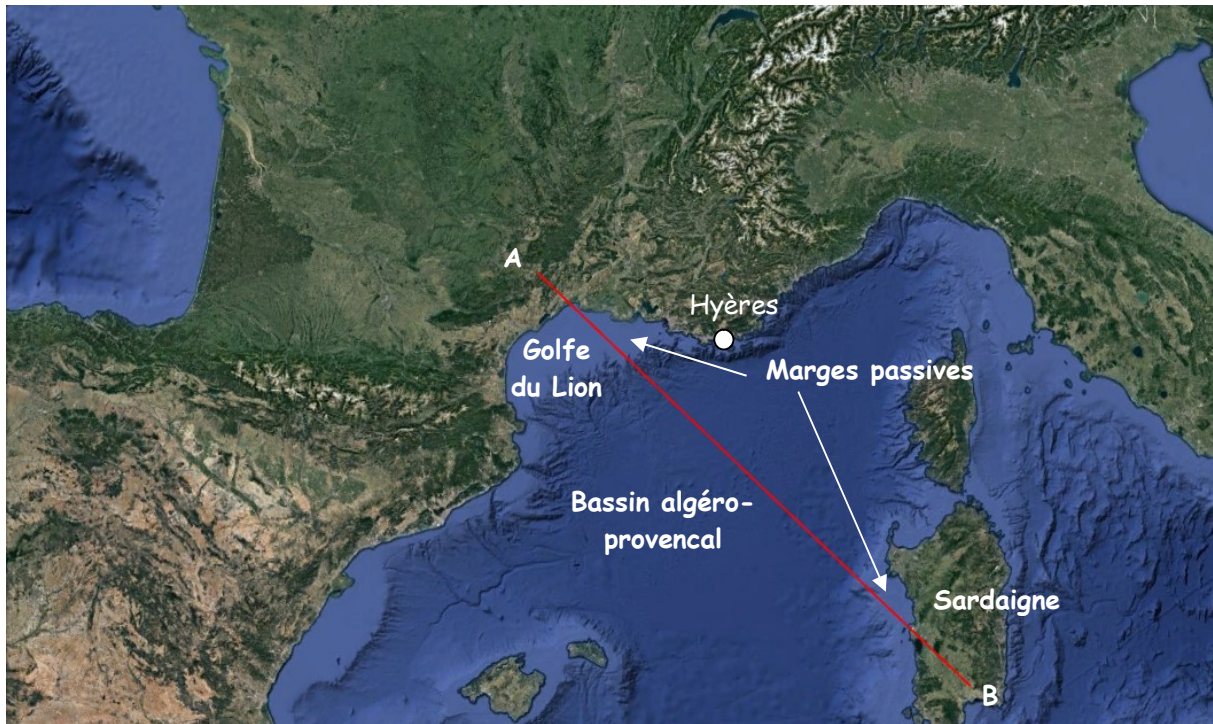 A
Hyères
Golfe
du Lion
Marges passives
Bassin algéro-
provencal
Sardaigne
B